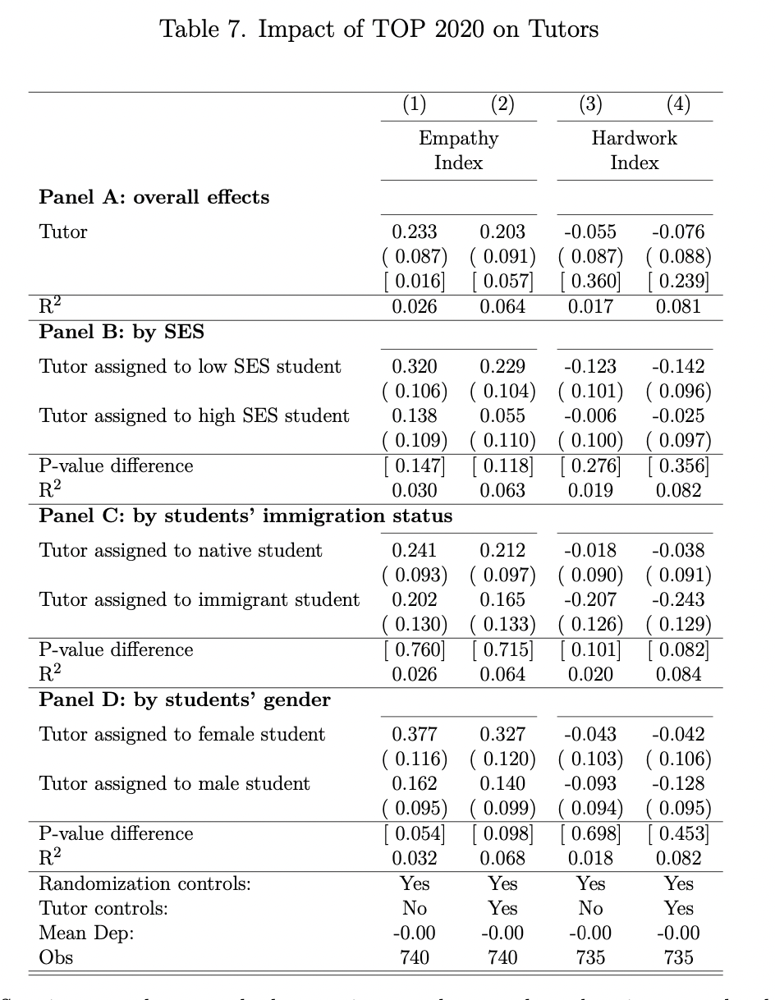 Table 7. Impact of TOP 2020 on Tutors
(1) (2) (3) (4)
Empathy Hardwork
Index Index
Panel A: overall effects
Tutor 0.233 0.203 -0.055 -0.076
( 0.087) ( 0.091) ( 0.087) ( 0.088)
[ 0.016] [ 0.057] [ 0.360] [ 0.239]
R² 0.026 0.064 0.017 0.081
Panel B: by SES
Tutor assigned to low SES student 0.320 0.229 -0.123 -0.142
( 0.106) ( 0.104) ( 0.101) ( 0.096)
Tutor assigned to high SES student 0.138 0.055 -0.006 -0.025
( 0.109) ( 0.110) ( 0.100) ( 0.097)
P-value difference [ 0.147] [ 0.118] [ 0.276] [ 0.356]
R² 0.030 0.063 0.019 0.082
Panel C: by students' immigration status
Tutor assigned to native student 0.241 0.212 -0.018 -0.038
( 0.093) ( 0.097) ( 0.090) ( 0.091)
Tutor assigned to immigrant student 0.202 0.165 -0.207 -0.243
( 0.130) ( 0.133) ( 0.126) ( 0.129)
P-value difference [ 0.760] [ 0.715] [ 0.101] [ 0.082]
R² 0.026 0.064 0.020 0.084
Panel D: by students' gender
Tutor assigned to female student 0.377 0.327 -0.043 -0.042
( 0.116) ( 0.120) ( 0.103) ( 0.106)
Tutor assigned to male student 0.162 0.140 -0.093 -0.128
( 0.095) ( 0.099) ( 0.094) ( 0.095)
P-value difference [ 0.054] [ 0.098] [ 0.698] [ 0.453]
R² 0.032 0.068 0.018 0.082
Randomization controls: Yes Yes Yes Yes
Tutor controls: No Yes No Yes
Mean Dep: -0.00 -0.00 -0.00 -0.00
Obs 740 740 735 735